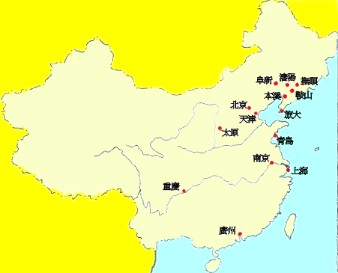 阜新 瀋陽 撫順
本溪 鞍山
北京
天津 旅大
太原
青島
南京
上海
重慶
廣州